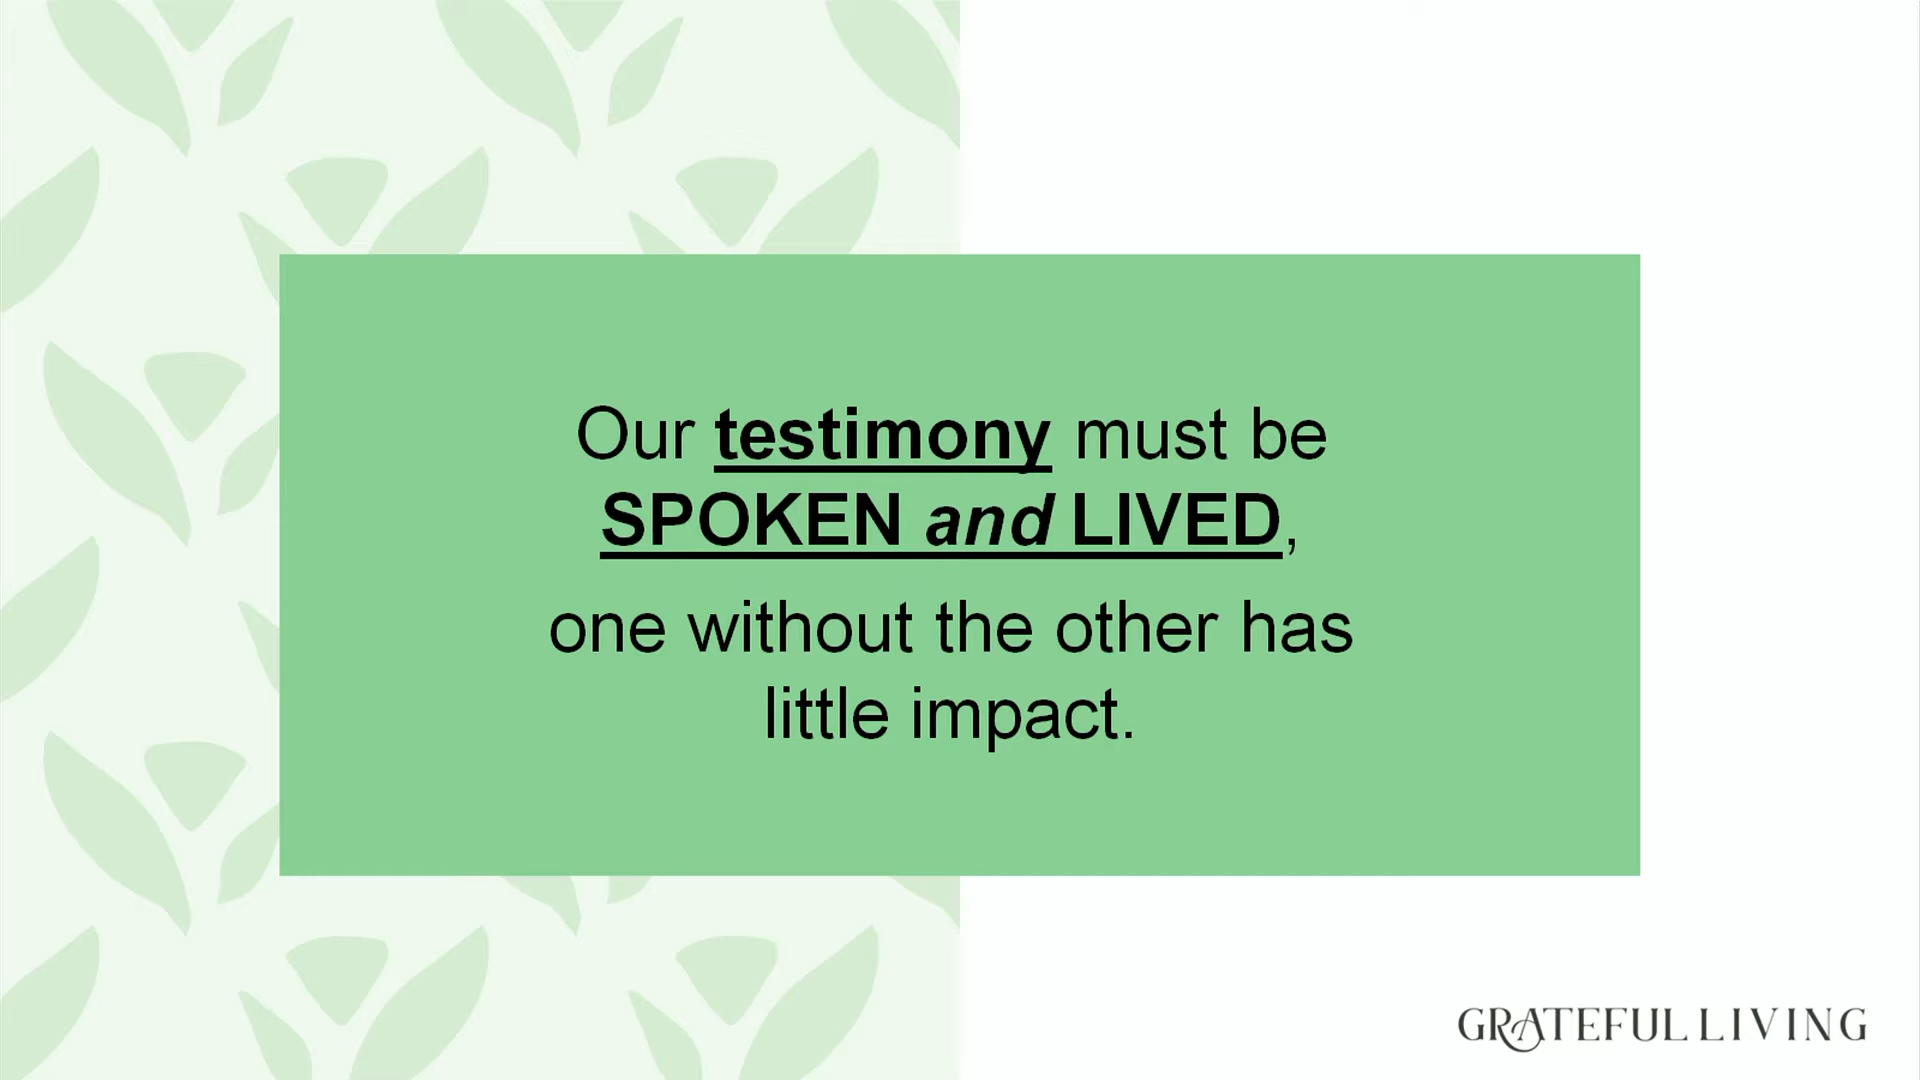 Our testimony must be
SPOKEN and LIVED,
one without the other has
little impact.
GRATEFUL LIVING